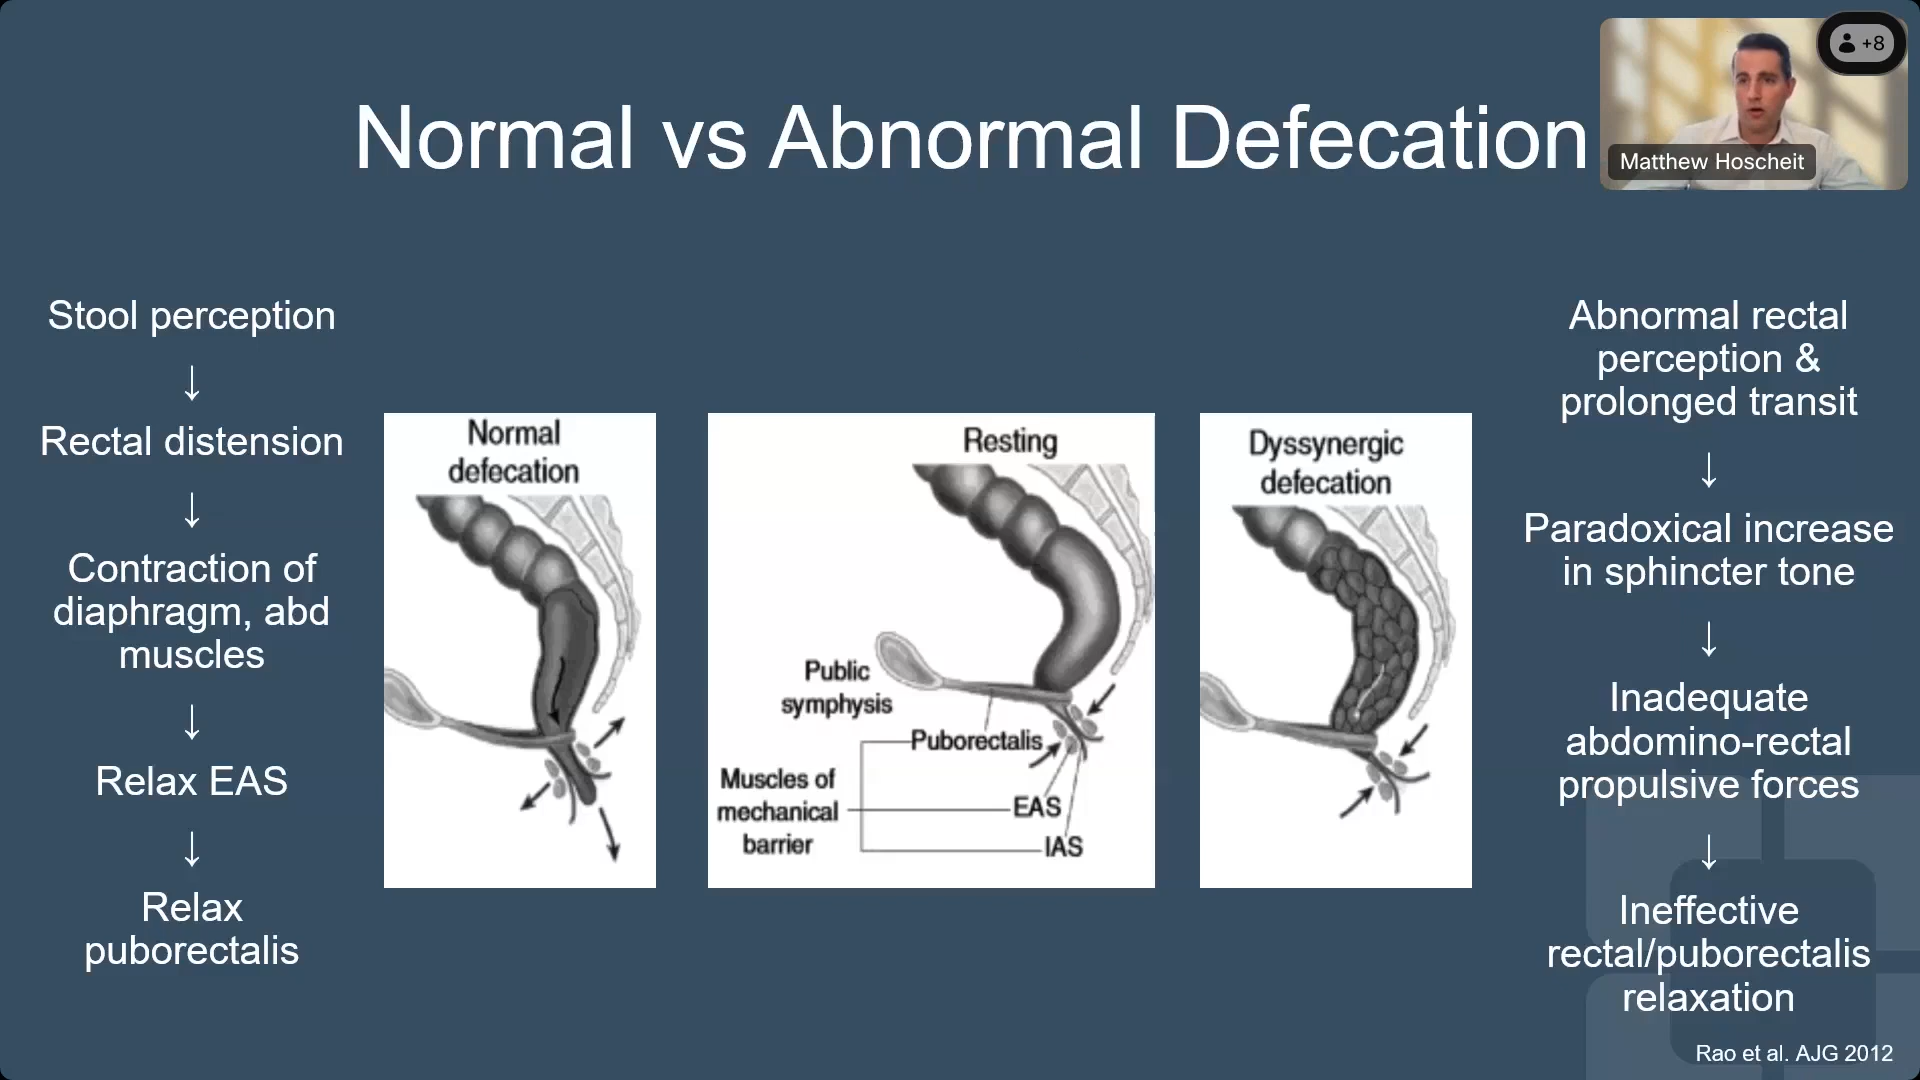 Normal vs Abnormal Defecation
+8
Matthew Hoscheit
Stool perception
↓
Rectal distension
↓
Contraction of
diaphragm, abd
muscles
↓
Relax EAS
↓
Relax
puborectalis
Normal
defecation
Resting
Public
symphysis
Puborectalis
Muscles of
mechanical
barrier
EAS
IAS
Dyssynergic
defecation
Abnormal rectal
perception &
prolonged transit
↓
Paradoxical increase
in sphincter tone
↓
Inadequate
abdomino-rectal
propulsive forces
↓
Ineffective
rectal/puborectalis
relaxation
Rao et al. AJG 2012